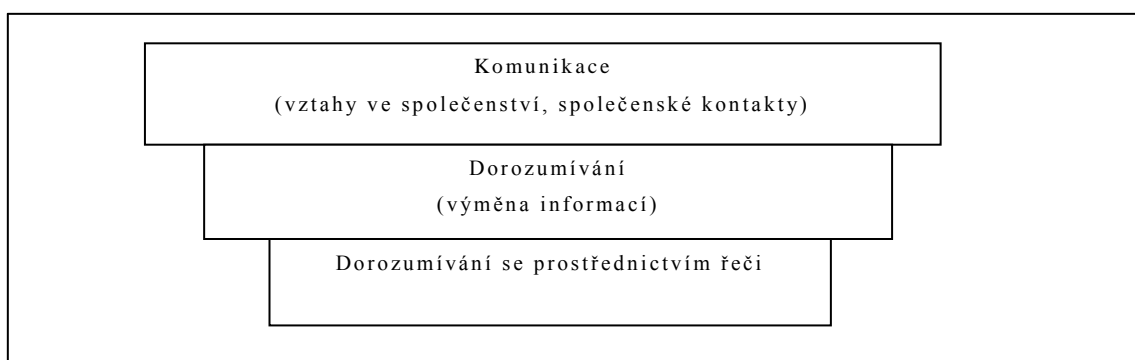 Komunikace
(vztahy ve společenství, společenské kontakty)
Dorozumívání
(výměna informací)
Dorozumívání se prostřednictvím řeči